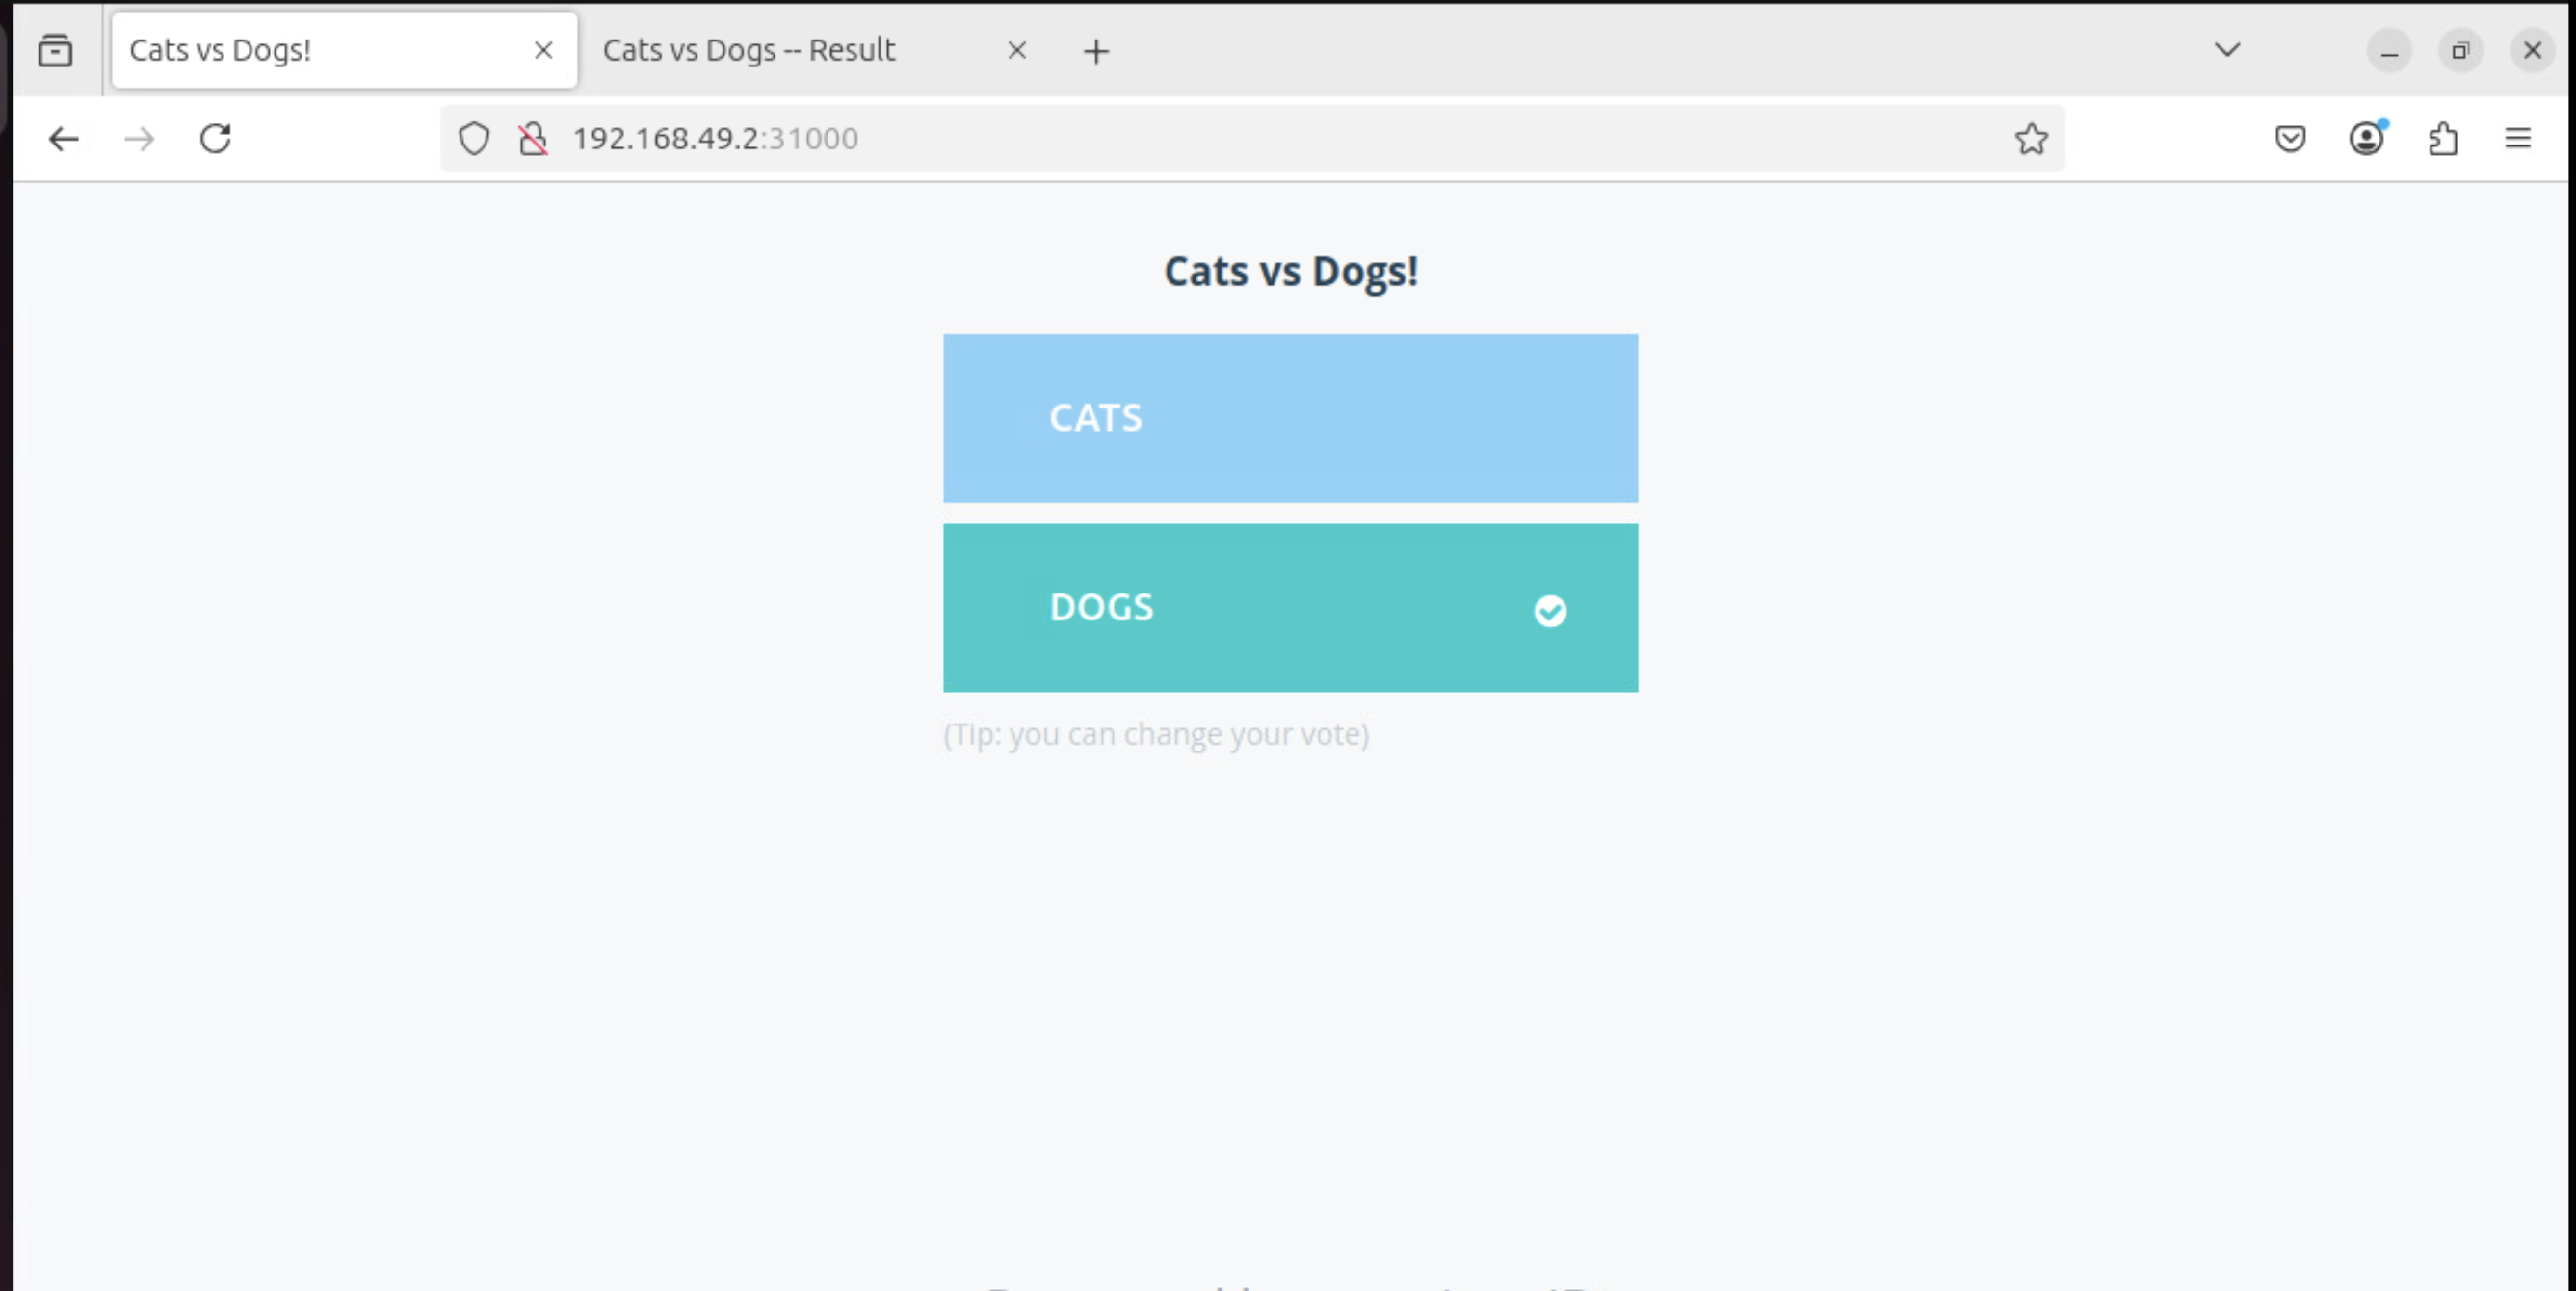 Cats vs Dogs!
Cats vs Dogs -- Result
192.168.49.2:31000
Cats vs Dogs!
CATS
DOGS
(Tip: you can change your vote)